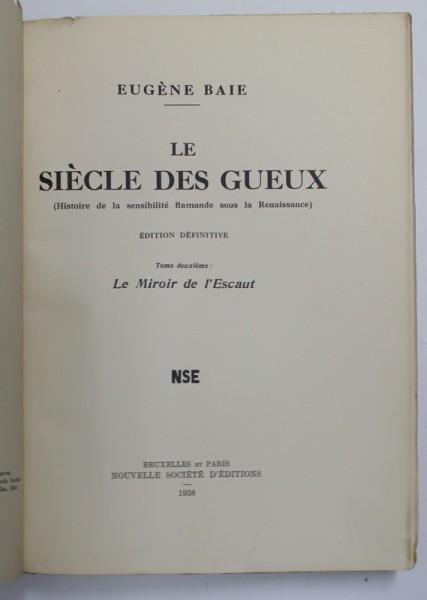 EUGÈNE BAIE
LE
SIÈCLE DES GUEUX
(Histoire de la sensibilité flamande sous la Renaissance)
ÉDITION DÉFINITIVE
Tome deuxième :
Le Miroir de l'Escaut
NSE
BRUXELLES ET PARIS
NOUVELLE SOCIÉTÉ D'ÉDITIONS
1938